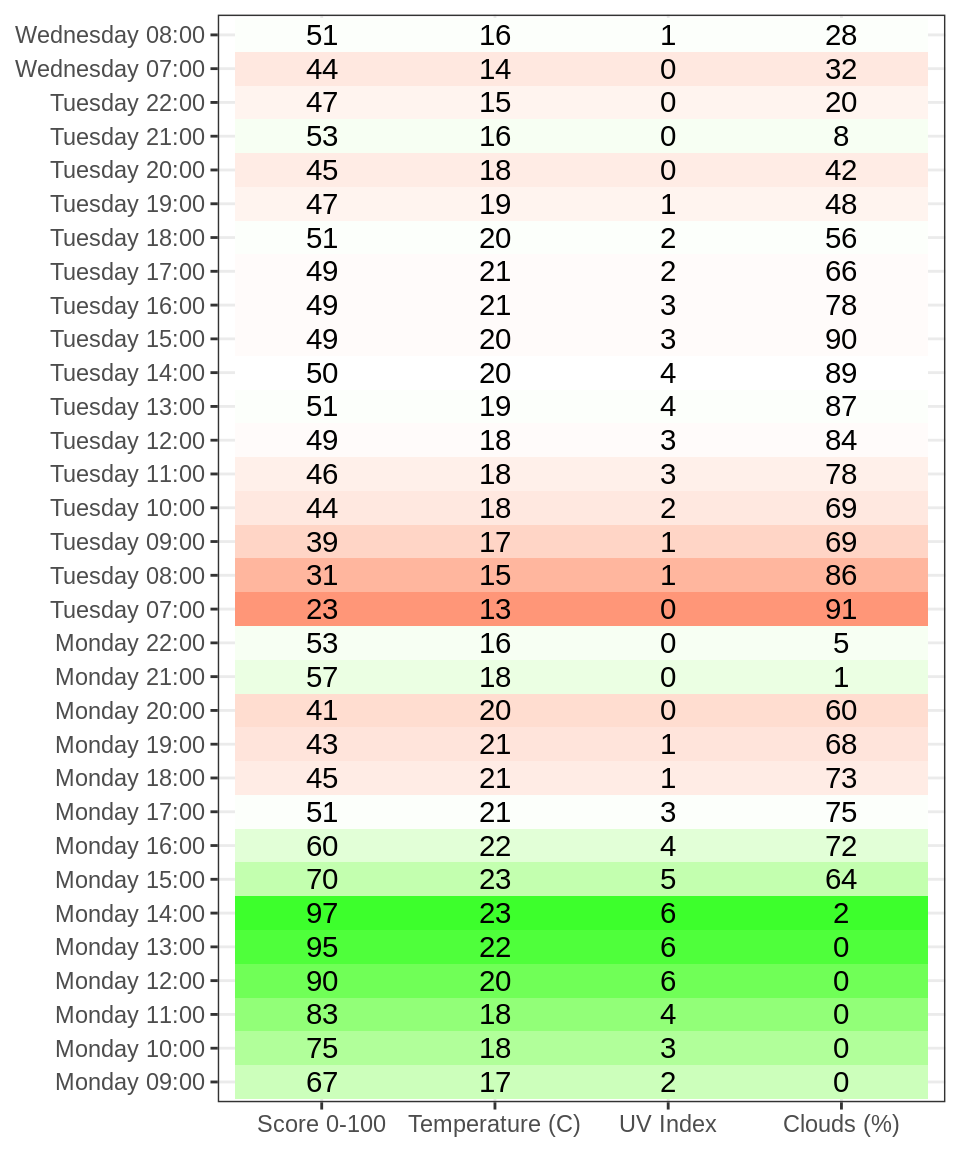 Wednesday 08:00 51 16 1 28
Wednesday 07:00 44 14 0 32
Tuesday 22:00 47 15 0 20
Tuesday 21:00 53 16 0 8
Tuesday 20:00 45 18 0 42
Tuesday 19:00 47 19 1 48
Tuesday 18:00 51 20 2 56
Tuesday 17:00 49 21 2 66
Tuesday 16:00 49 21 3 78
Tuesday 15:00 49 20 3 90
Tuesday 14:00 50 20 4 89
Tuesday 13:00 51 19 4 87
Tuesday 12:00 49 18 3 84
Tuesday 11:00 46 18 3 78
Tuesday 10:00 44 18 2 69
Tuesday 09:00 39 17 1 69
Tuesday 08:00 31 15 1 86
Tuesday 07:00 23 13 0 91
Monday 22:00 53 16 0 5
Monday 21:00 57 18 0 1
Monday 20:00 41 20 0 60
Monday 19:00 43 21 1 68
Monday 18:00 45 21 1 73
Monday 17:00 51 21 3 75
Monday 16:00 60 22 4 72
Monday 15:00 70 23 5 64
Monday 14:00 97 23 6 2
Monday 13:00 95 22 6 0
Monday 12:00 90 20 6 0
Monday 11:00 83 18 4 0
Monday 10:00 75 18 3 0
Monday 09:00 67 17 2 0
Score 0-100 Temperature (C) UV Index Clouds (%)